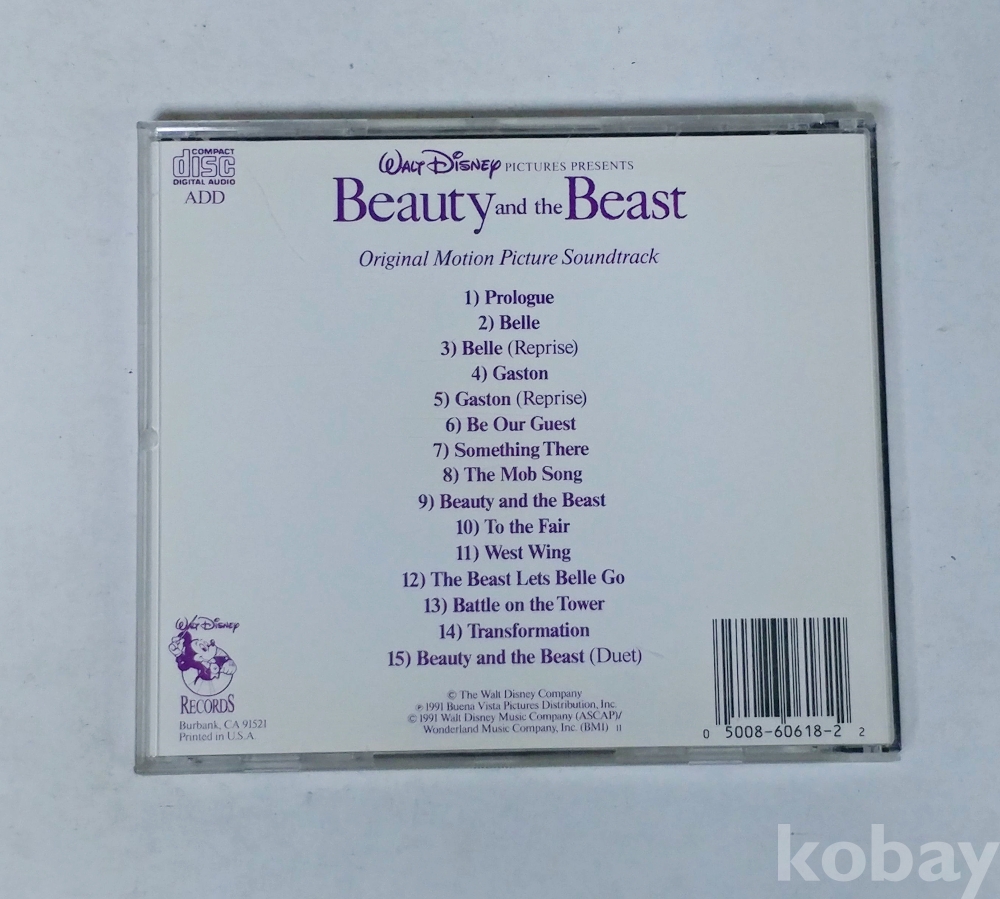 COMPACT
disc
DIGITAL AUDIO
ADD
WALT DISNEY PICTURES PRESENTS
Beauty and the Beast
Original Motion Picture Soundtrack
1) Prologue
2) Belle
3) Belle (Reprise)
4) Gaston
5) Gaston (Reprise)
6) Be Our Guest
7) Something There
8) The Mob Song
9) Beauty and the Beast
10) To the Fair
11) West Wing
12) The Beast Lets Belle Go
13) Battle on the Tower
14) Transformation
15) Beauty and the Beast (Duet)
WALT DISNEY
RECORDS
Burbank, CA 91521
Printed in U.S.A.
© The Walt Disney Company
℗ 1991 Buena Vista Pictures Distribution, Inc.
© 1991 Walt Disney Music Company (ASCAP)/
Wonderland Music Company, Inc. (BMI) II
0 5008-60618-2 2
kobay